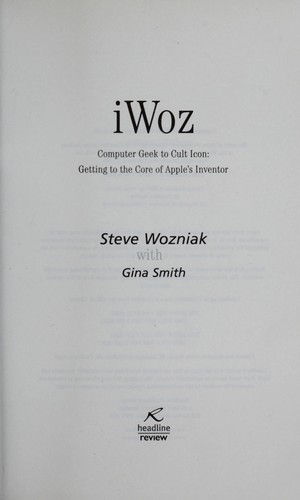 iWoz
Computer Geek to Cult Icon:
Getting to the Core of Apple's Inventor
Steve Wozniak
with
Gina Smith
R
headline
review